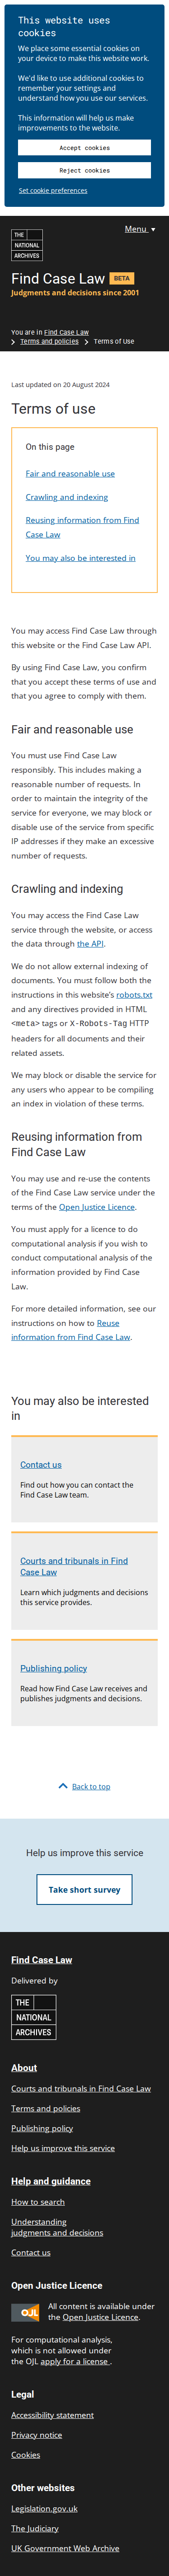 This website uses
cookies
We place some essential cookies on
your device to make this website work.
We'd like to use additional cookies to
remember your settings and
understand how you use our services.
This information will help us make
improvements to the website.
Accept cookies
Reject cookies
Set cookie preferences
Menu
THE
NATIONAL
ARCHIVES
Find Case Law BETA
Judgments and decisions since 2001
You are in Find Case Law
Terms and policies
Terms of Use
Last updated on 20 August 2024
Terms of use
On this page
Fair and reasonable use
Crawling and indexing
Reusing information from Find
Case Law
You may also be interested in
You may access Find Case Law through
this website or the Find Case Law API.
By using Find Case Law, you confirm
that you accept these terms of use and
that you agree to comply with them.
Fair and reasonable use
You must use Find Case Law
responsibly. This includes making a
reasonable number of requests. In
order to maintain the integrity of the
service for everyone, we may block or
disable use of the service from specific
IP addresses if they make an excessive
number of requests.
Crawling and indexing
You may access the Find Case Law
service through the website, or access
the data through the API.
We do not allow external indexing of
documents. You must follow both the
instructions in this website's robots.txt
and any directives provided in HTML
<meta> tags or X-Robots-Tag HTTP
headers for all documents and their
related assets.
We may block or disable the service for
any users who appear to be compiling
an index in violation of these terms.
Reusing information from
Find Case Law
You may use and re-use the contents
of the Find Case Law service under the
terms of the Open Justice Licence.
You must apply for a licence to do
computational analysis if you wish to
conduct computational analysis of the
information provided by Find Case
Law.
For more detailed information, see our
instructions on how to Reuse
information from Find Case Law.
You may also be interested
in
Contact us
Find out how you can contact the
Find Case Law team.
Courts and tribunals in Find
Case Law
Learn which judgments and decisions
this service provides.
Publishing policy
Read how Find Case Law receives and
publishes judgments and decisions.
Back to top
Help us improve this service
Take short survey
Find Case Law
Delivered by
THE
NATIONAL
ARCHIVES
About
Courts and tribunals in Find Case Law
Terms and policies
Publishing policy
Help us improve this service
Help and guidance
How to search
Understanding
judgments and decisions
Contact us
Open Justice Licence
OJL
All content is available under
the Open Justice Licence.
For computational analysis,
which is not allowed under
the OJL apply for a license .
Legal
Accessibility statement
Privacy notice
Cookies
Other websites
Legislation.gov.uk
The Judiciary
UK Government Web Archive